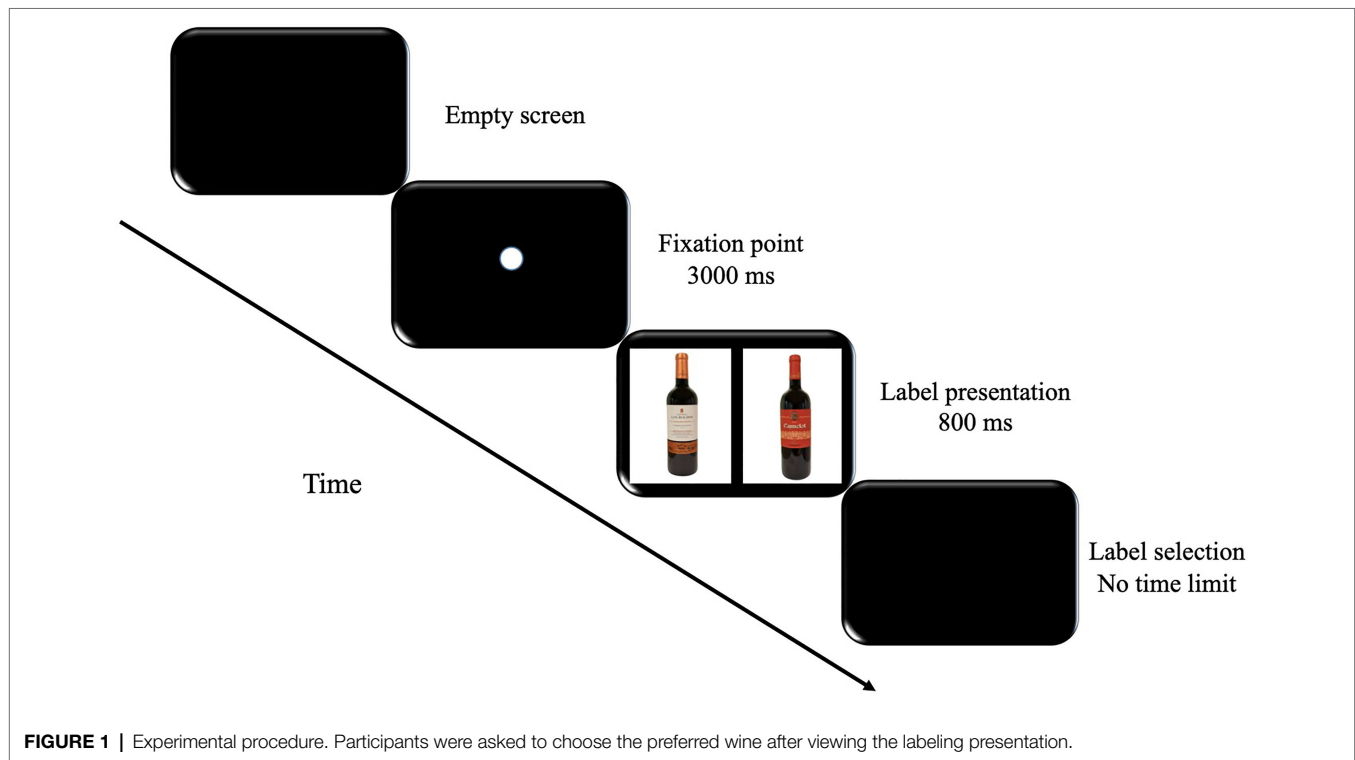 Empty screen
Fixation point
3000 ms
Label presentation
800 ms
Camelot
Time
Label selection
No time limit
FIGURE 1 | Experimental procedure. Participants were asked to choose the preferred wine after viewing the labeling presentation.